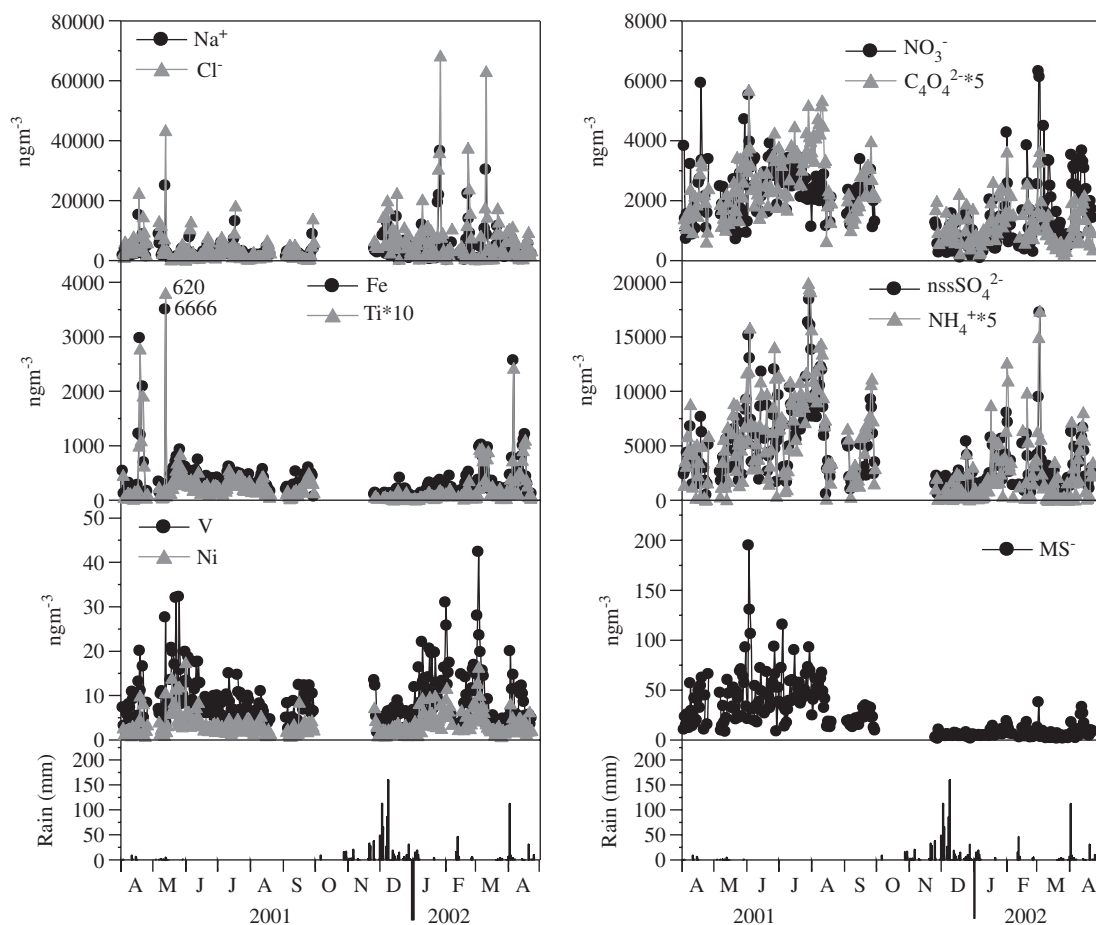 80000
60000
40000
20000
0
ngm⁻³
Na⁺
Cl⁻
4000
3000
2000
1000
0
ngm⁻³
620
6666
Fe
Ti*10
50
40
30
20
10
0
ngm⁻³
V
Ni
200
150
100
50
0
Rain (mm)
A M J J A S O N D J F M A
2001 2002
8000
6000
4000
2000
0
ngm⁻³
NO₃⁻
C₄O₄²⁻*5
20000
15000
10000
5000
0
ngm⁻³
nssSO₄²⁻
NH₄⁺*5
200
150
100
50
0
ngm⁻³
MS⁻
200
150
100
50
0
Rain (mm)
A M J J A S O N D J F M A
2001 2002